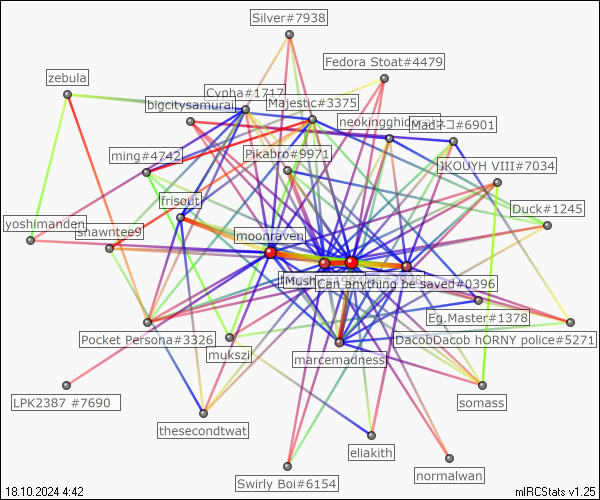 Silver#7938
Fedora Stoat#4479
zebula
Cypha#1717
bigcitysamurai
Majestic#3375
Madネコ#6901
ming#4742
Pikabro#9971
JKOUYH VIII#7034
frisout
Duck#1245
yoshimanden
shawntee9
moonraven
Can anything be saved#0396
Eg.Master#1378
Pocket Persona#3326
DacobDacob hORNY police#5271
mukszi
marcemadness
LPK2387 #7690
somass
thesecondtwat
eliakith
normalwan
Swirly Boi#6154
18.10.2024 4:42
mIRCStats v1.25